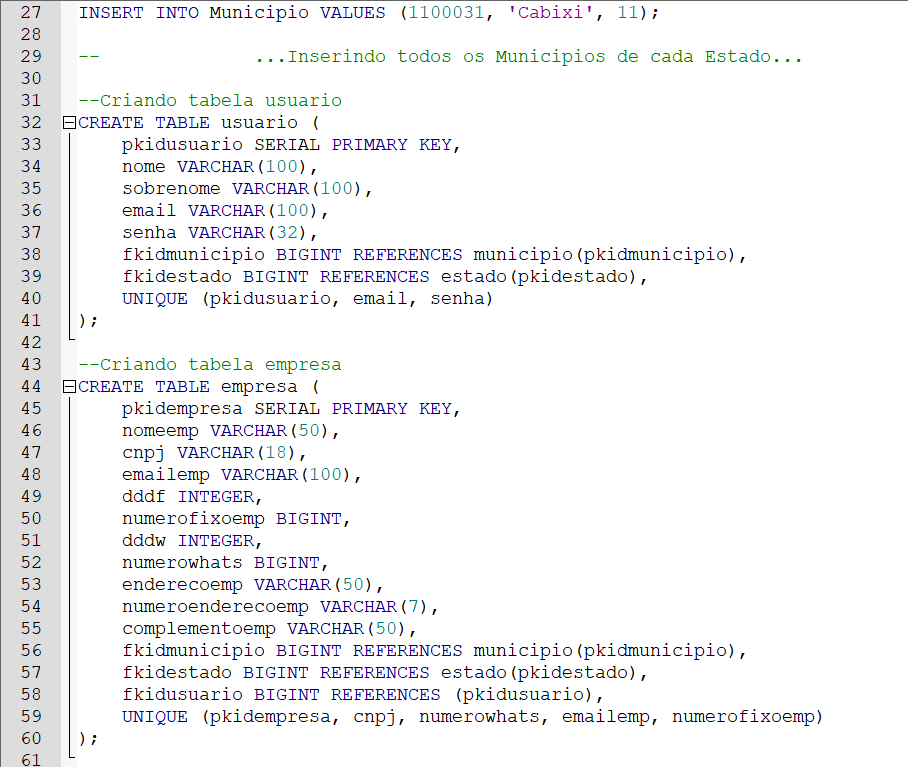 27 INSERT INTO Municipio VALUES (1100031, 'Cabixi', 11);
28
29 -- ...Inserindo todos os Municipios de cada Estado...
30
31 --Criando tabela usuario
32 CREATE TABLE usuario (
33 pkidusuario SERIAL PRIMARY KEY,
34 nome VARCHAR(100),
35 sobrenome VARCHAR(100),
36 email VARCHAR(100),
37 senha VARCHAR(32),
38 fkidmunicipio BIGINT REFERENCES municipio(pkidmunicipio),
39 fkidestado BIGINT REFERENCES estado(pkidestado),
40 UNIQUE (pkidusuario, email, senha)
41 );
42
43 --Criando tabela empresa
44 CREATE TABLE empresa (
45 pkidempresa SERIAL PRIMARY KEY,
46 nomeemp VARCHAR(50),
47 cnpj VARCHAR(18),
48 emailemp VARCHAR(100),
49 dddf INTEGER,
50 numerofixoemp BIGINT,
51 dddw INTEGER,
52 numerowhats BIGINT,
53 enderecoemp VARCHAR(50),
54 numeroenderecoemp VARCHAR(7),
55 complementoemp VARCHAR(50),
56 fkidmunicipio BIGINT REFERENCES municipio(pkidmunicipio),
57 fkidestado BIGINT REFERENCES estado(pkidestado),
58 fkidusuario BIGINT REFERENCES (pkidusuario),
59 UNIQUE (pkidempresa, cnpj, numerowhats, emailemp, numerofixoemp)
60 );
61